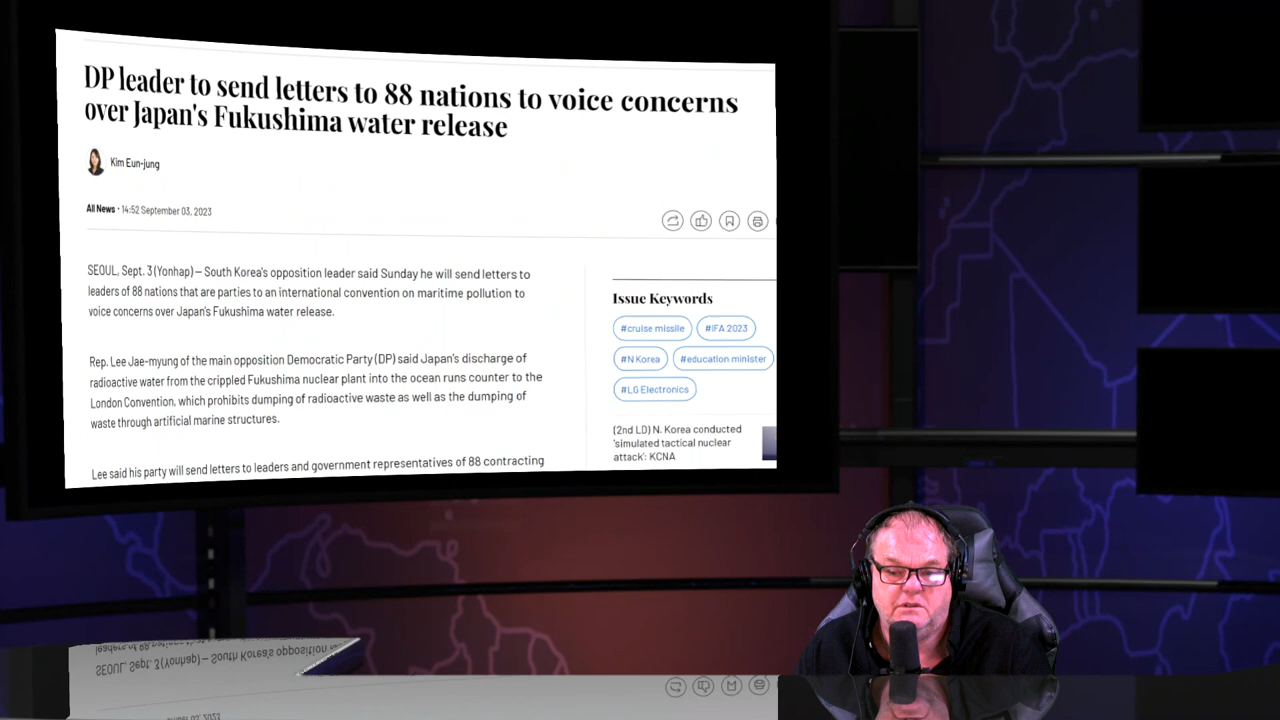 DP leader to send letters to 88 nations to voice concerns
over Japan's Fukushima water release
Kim Eun-jung
All News · 14:52 September 03, 2023
SEOUL, Sept. 3 (Yonhap) — South Korea's opposition leader said Sunday he will send letters to
leaders of 88 nations that are parties to an international convention on maritime pollution to
voice concerns over Japan's Fukushima water release.
Rep. Lee Jae-myung of the main opposition Democratic Party (DP) said Japan's discharge of
radioactive water from the crippled Fukushima nuclear plant into the ocean runs counter to the
London Convention, which prohibits dumping of radioactive waste as well as the dumping of
waste through artificial marine structures.
Lee said his party will send letters to leaders and government representatives of 88 contracting
Issue Keywords
#cruise missile
#IFA 2023
#N Korea
#education minister
#LG Electronics
(2nd LD) N. Korea conducted
'simulated tactical nuclear
attack': KCNA